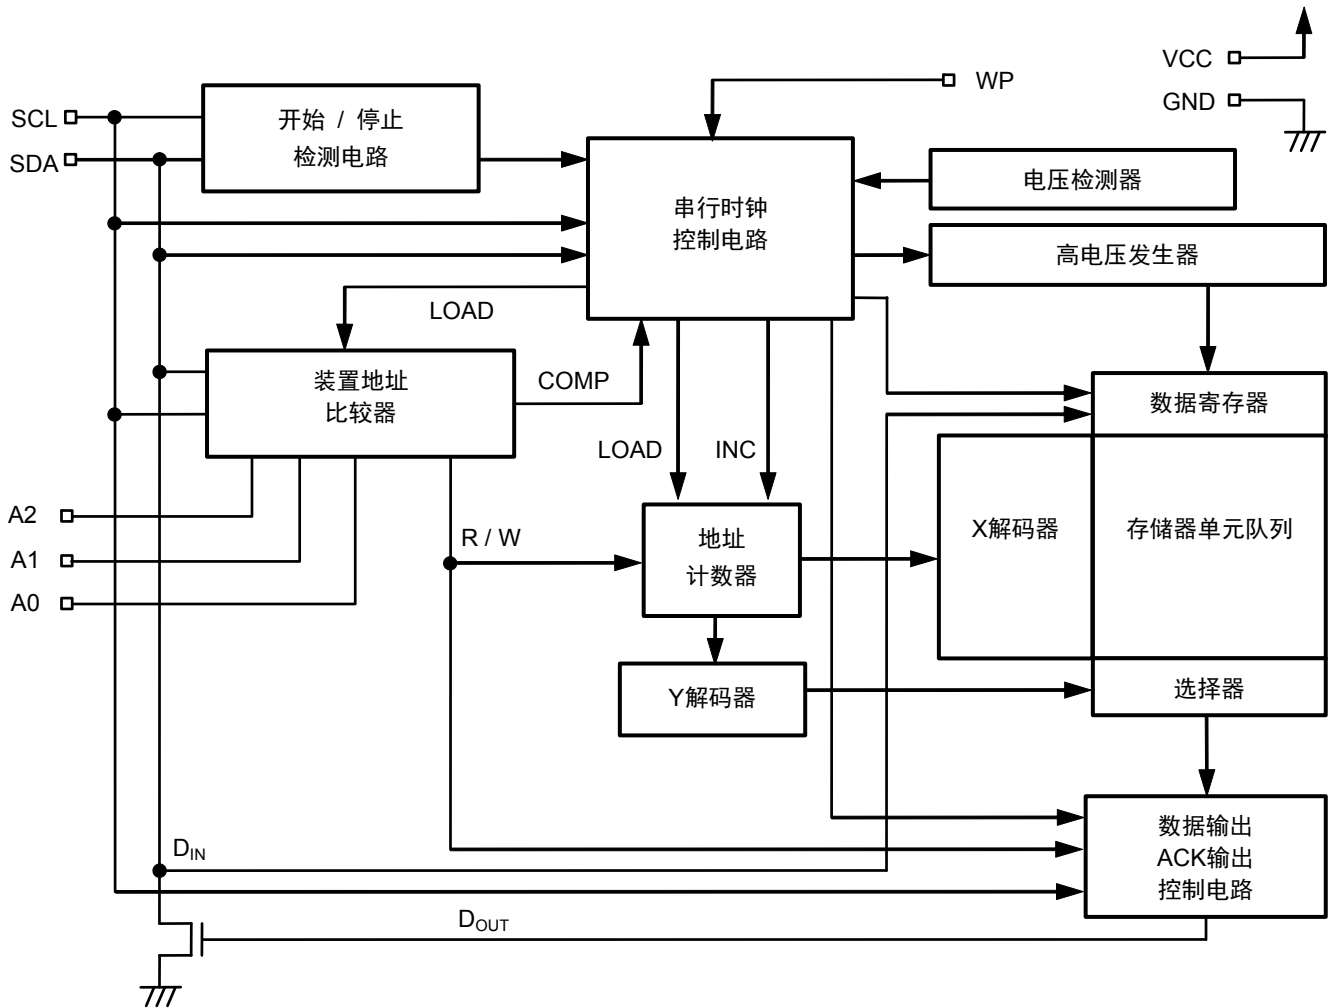 VCC
WP
GND
SCL
SDA
开始 / 停止
检测电路
串行时钟
控制电路
电压检测器
高电压发生器
LOAD
装置地址
比较器
COMP
LOAD
INC
数据寄存器
A2
A1
A0
R / W
地址
计数器
X解码器
存储器单元队列
Y解码器
选择器
DIN
数据输出
ACK输出
控制电路
DOUT